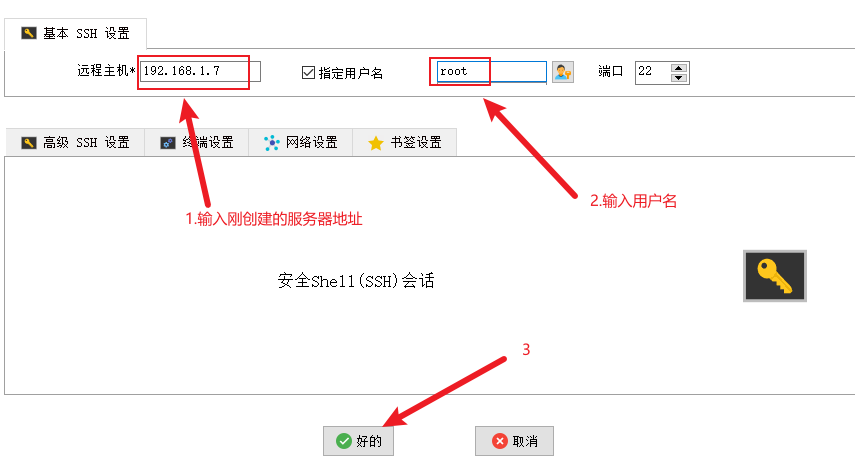 基本 SSH 设置
远程主机* 192.168.1.7 指定用户名 root 端口 22
高级 SSH 设置 终端设置 网络设置 书签设置
1.输入刚创建的服务器地址
2.输入用户名
安全Shell(SSH)会话
3
好的 取消